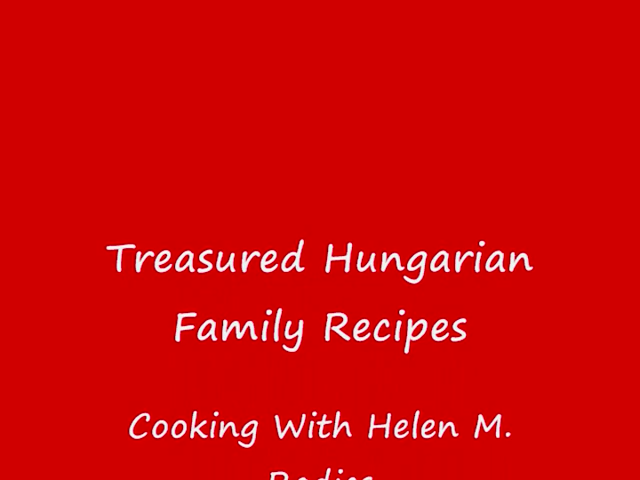 Treasured Hungarian
Family Recipes
Cooking With Helen M.